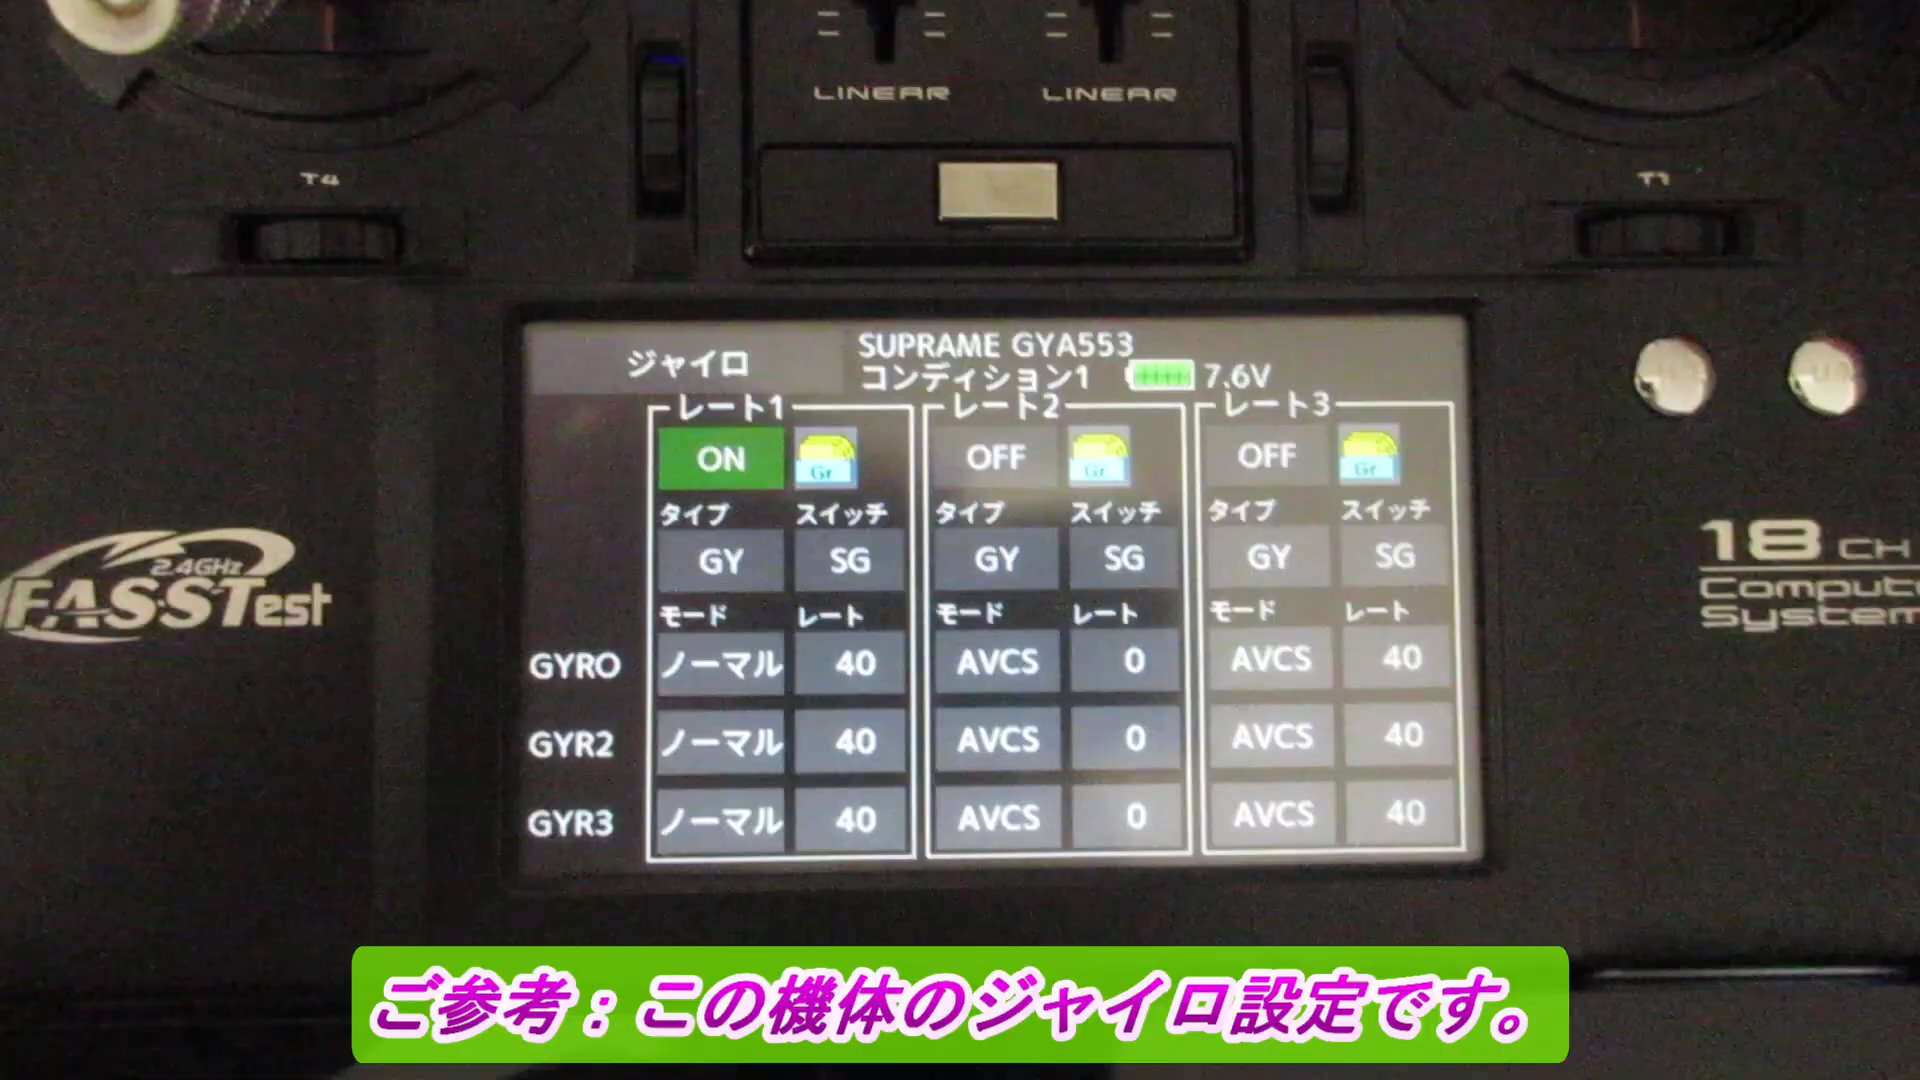 LINEAR LINEAR
T4 T1
ジャイロ
SUPRAME GYA553
コンディション1 7.6V
レート1 レート2 レート3
ON Gr OFF Gr OFF Gr
タイプ スイッチ タイプ スイッチ タイプ スイッチ
GY SG GY SG GY SG
モード レート モード レート モード レート
GYRO ノーマル 40 AVCS 0 AVCS 40
GYR2 ノーマル 40 AVCS 0 AVCS 40
GYR3 ノーマル 40 AVCS 0 AVCS 40
2.4GHz
FASSTest
18 CH
Compute
System
ご参考：この機体のジャイロ設定です。